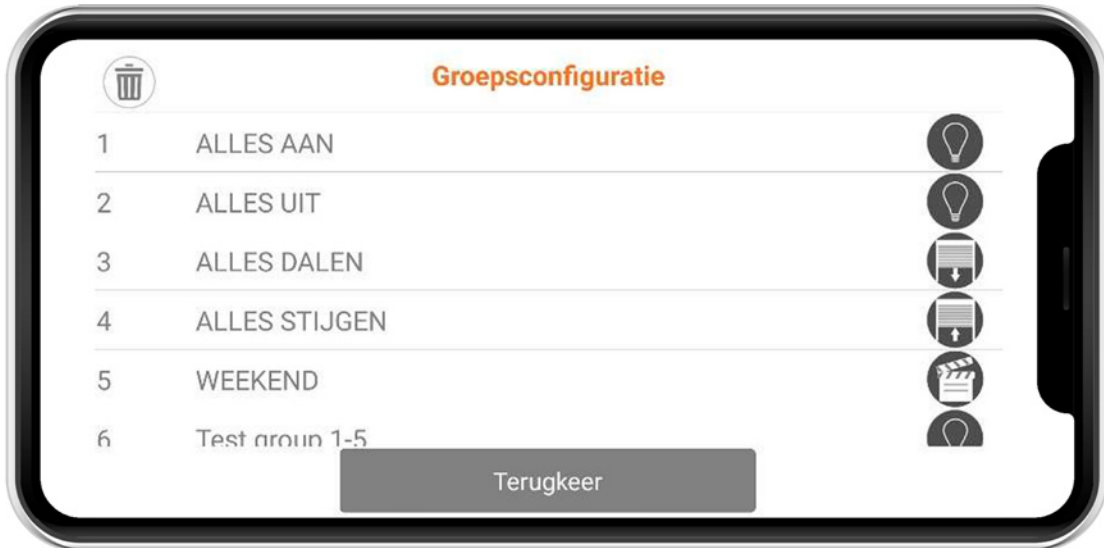 Groepsconfiguratie
1 ALLES AAN
2 ALLES UIT
3 ALLES DALEN
4 ALLES STIJGEN
5 WEEKEND
6 Test group 1-5
Terugkeer